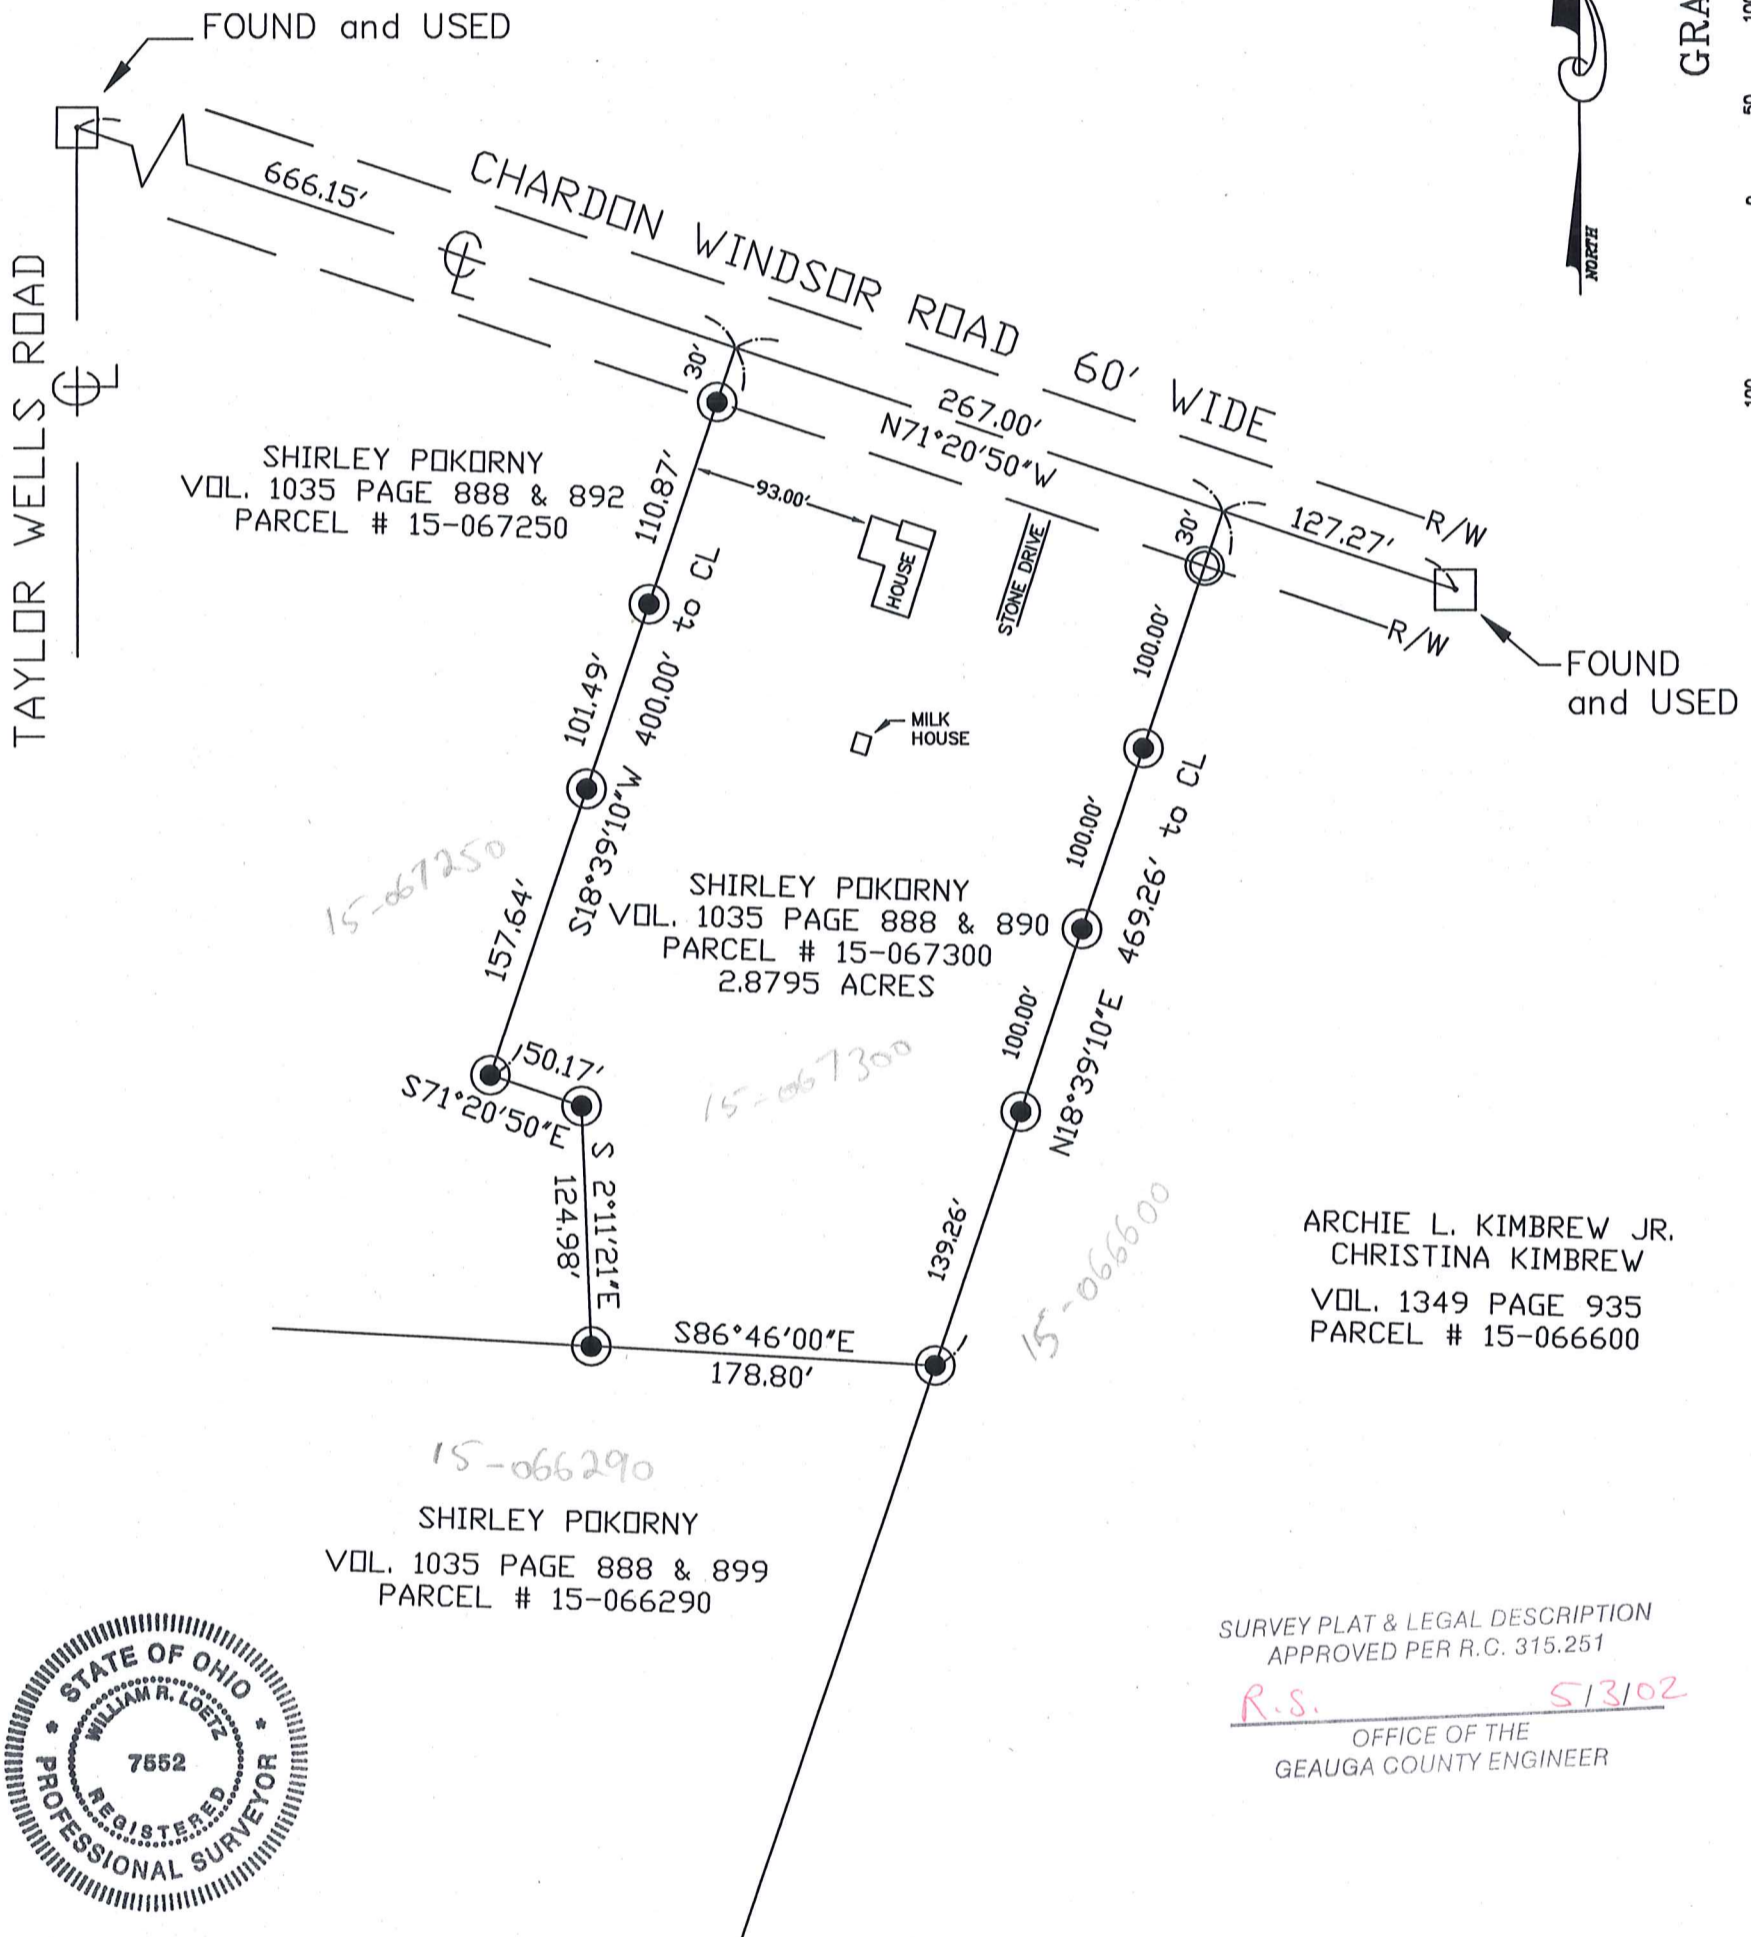 FOUND and USED
GRA
100
50
0
100
NORTH
666.15'
CHARDON WINDSOR ROAD 60' WIDE
TAYLOR WELLS ROAD
30'
267.00'
N71°20'50"W
R/W
127.27'
30'
R/W
FOUND
and USED
SHIRLEY POKORNY
VOL. 1035 PAGE 888 & 892
PARCEL # 15-067250
110.87'
93.00'
HOUSE
STONE DRIVE
100.00'
101.49'
S18°39'10"W 400.00' to CL
MILK
HOUSE
100.00'
N18°39'10"E 469.26' to CL
15-067250
157.64'
SHIRLEY POKORNY
VOL. 1035 PAGE 888 & 890
PARCEL # 15-067300
2.8795 ACRES
100.00'
15-067300
50.17'
S71°20'50"E
S 2°11'21"E
124.98'
139.26'
15-066600
ARCHIE L. KIMBREW JR.
CHRISTINA KIMBREW
VOL. 1349 PAGE 935
PARCEL # 15-066600
S86°46'00"E
178.80'
15-066290
SHIRLEY POKORNY
VOL. 1035 PAGE 888 & 899
PARCEL # 15-066290
STATE OF OHIO
WILLIAM R. LOETZ
7552
REGISTERED
PROFESSIONAL SURVEYOR
SURVEY PLAT & LEGAL DESCRIPTION
APPROVED PER R.C. 315.251
R.S. 5/3/02
OFFICE OF THE
GEAUGA COUNTY ENGINEER